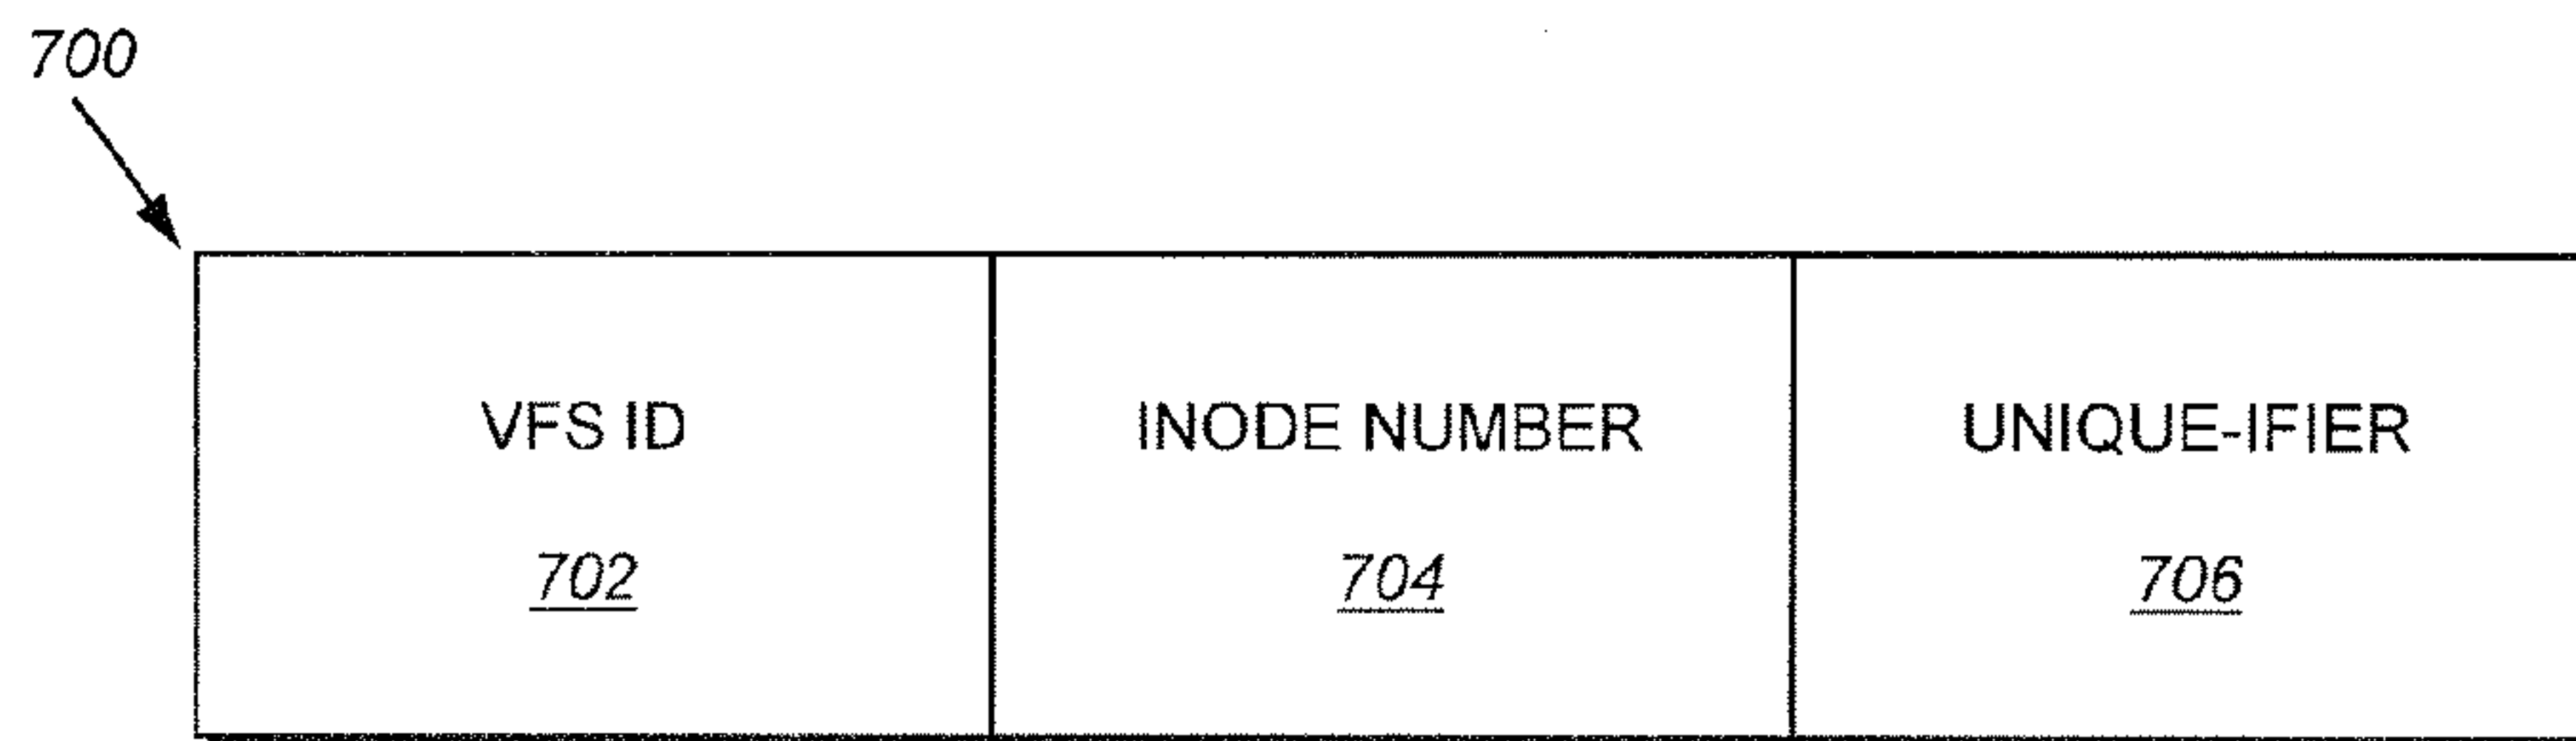 700
VFS ID
702
INODE NUMBER
704
UNIQUE-IFIER
706